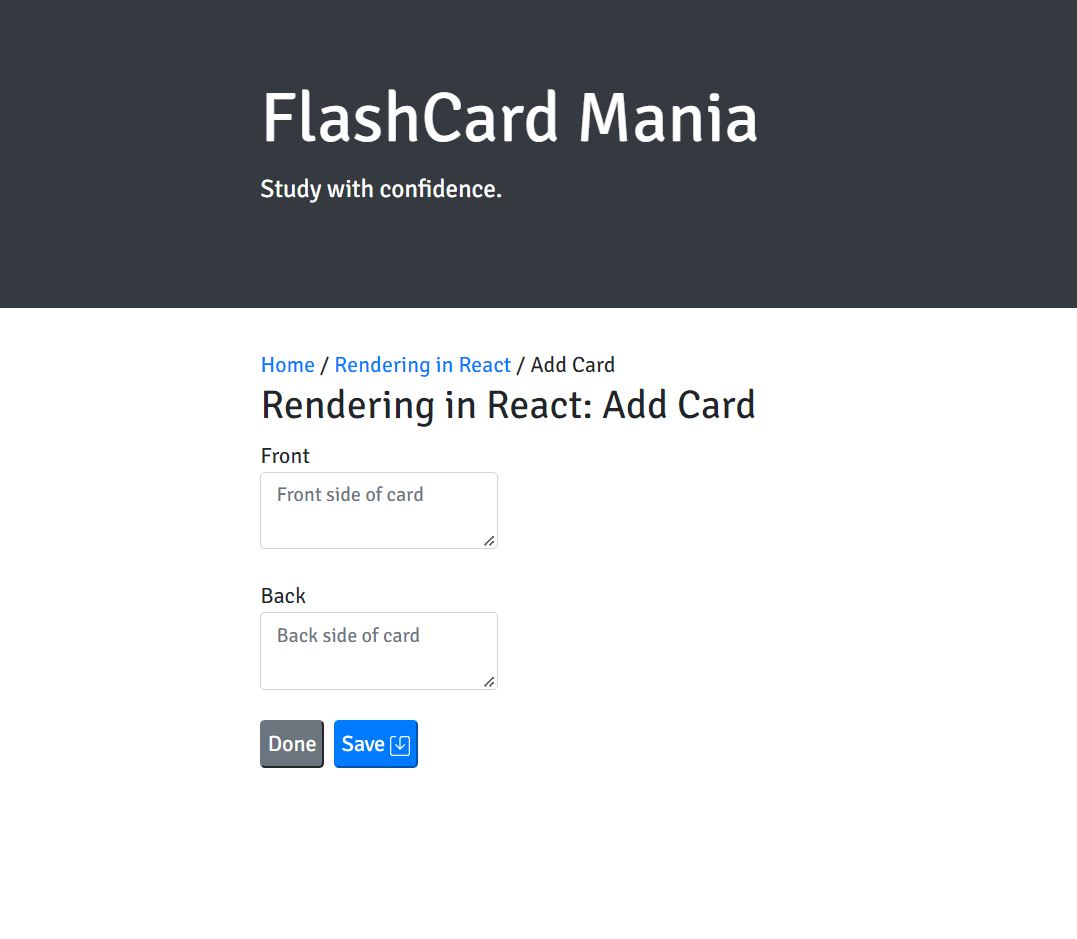 FlashCard Mania
Study with confidence.
Home / Rendering in React / Add Card
Rendering in React: Add Card
Front
Front side of card
Back
Back side of card
Done Save